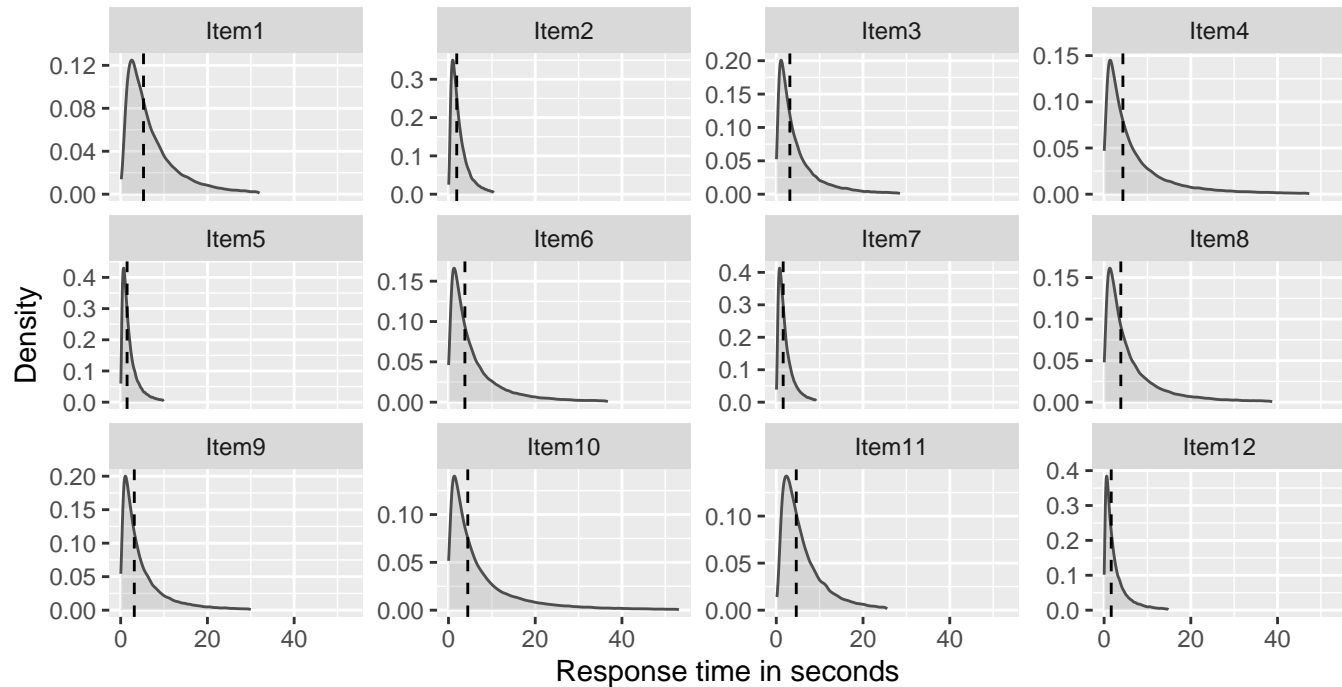 Item1 Item2 Item3 Item4
0.12 0.08 0.04 0.00
0.3 0.2 0.1 0.0
0.20 0.15 0.10 0.05 0.00
0.15 0.10 0.05 0.00
Item5 Item6 Item7 Item8
0.4 0.3 0.2 0.1 0.0
0.15 0.10 0.05 0.00
0.4 0.3 0.2 0.1 0.0
0.15 0.10 0.05 0.00
Item9 Item10 Item11 Item12
0.20 0.15 0.10 0.05 0.00
0.10 0.05 0.00
0.10 0.05 0.00
0.4 0.3 0.2 0.1 0.0
0 20 40 0 20 40 0 20 40 0 20 40
Density
Response time in seconds